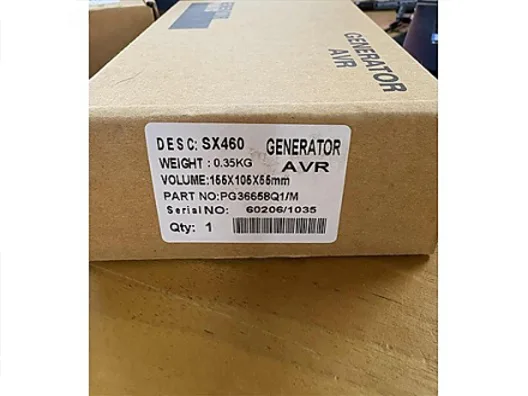 GENERATOR
AVR
DESC: SX460 GENERATOR
WEIGHT : 0.35KG AVR
VOLUME:155X105X55mm
PART NO:PG36658Q1/M
Serial NO: 60206/1035
Qty: 1